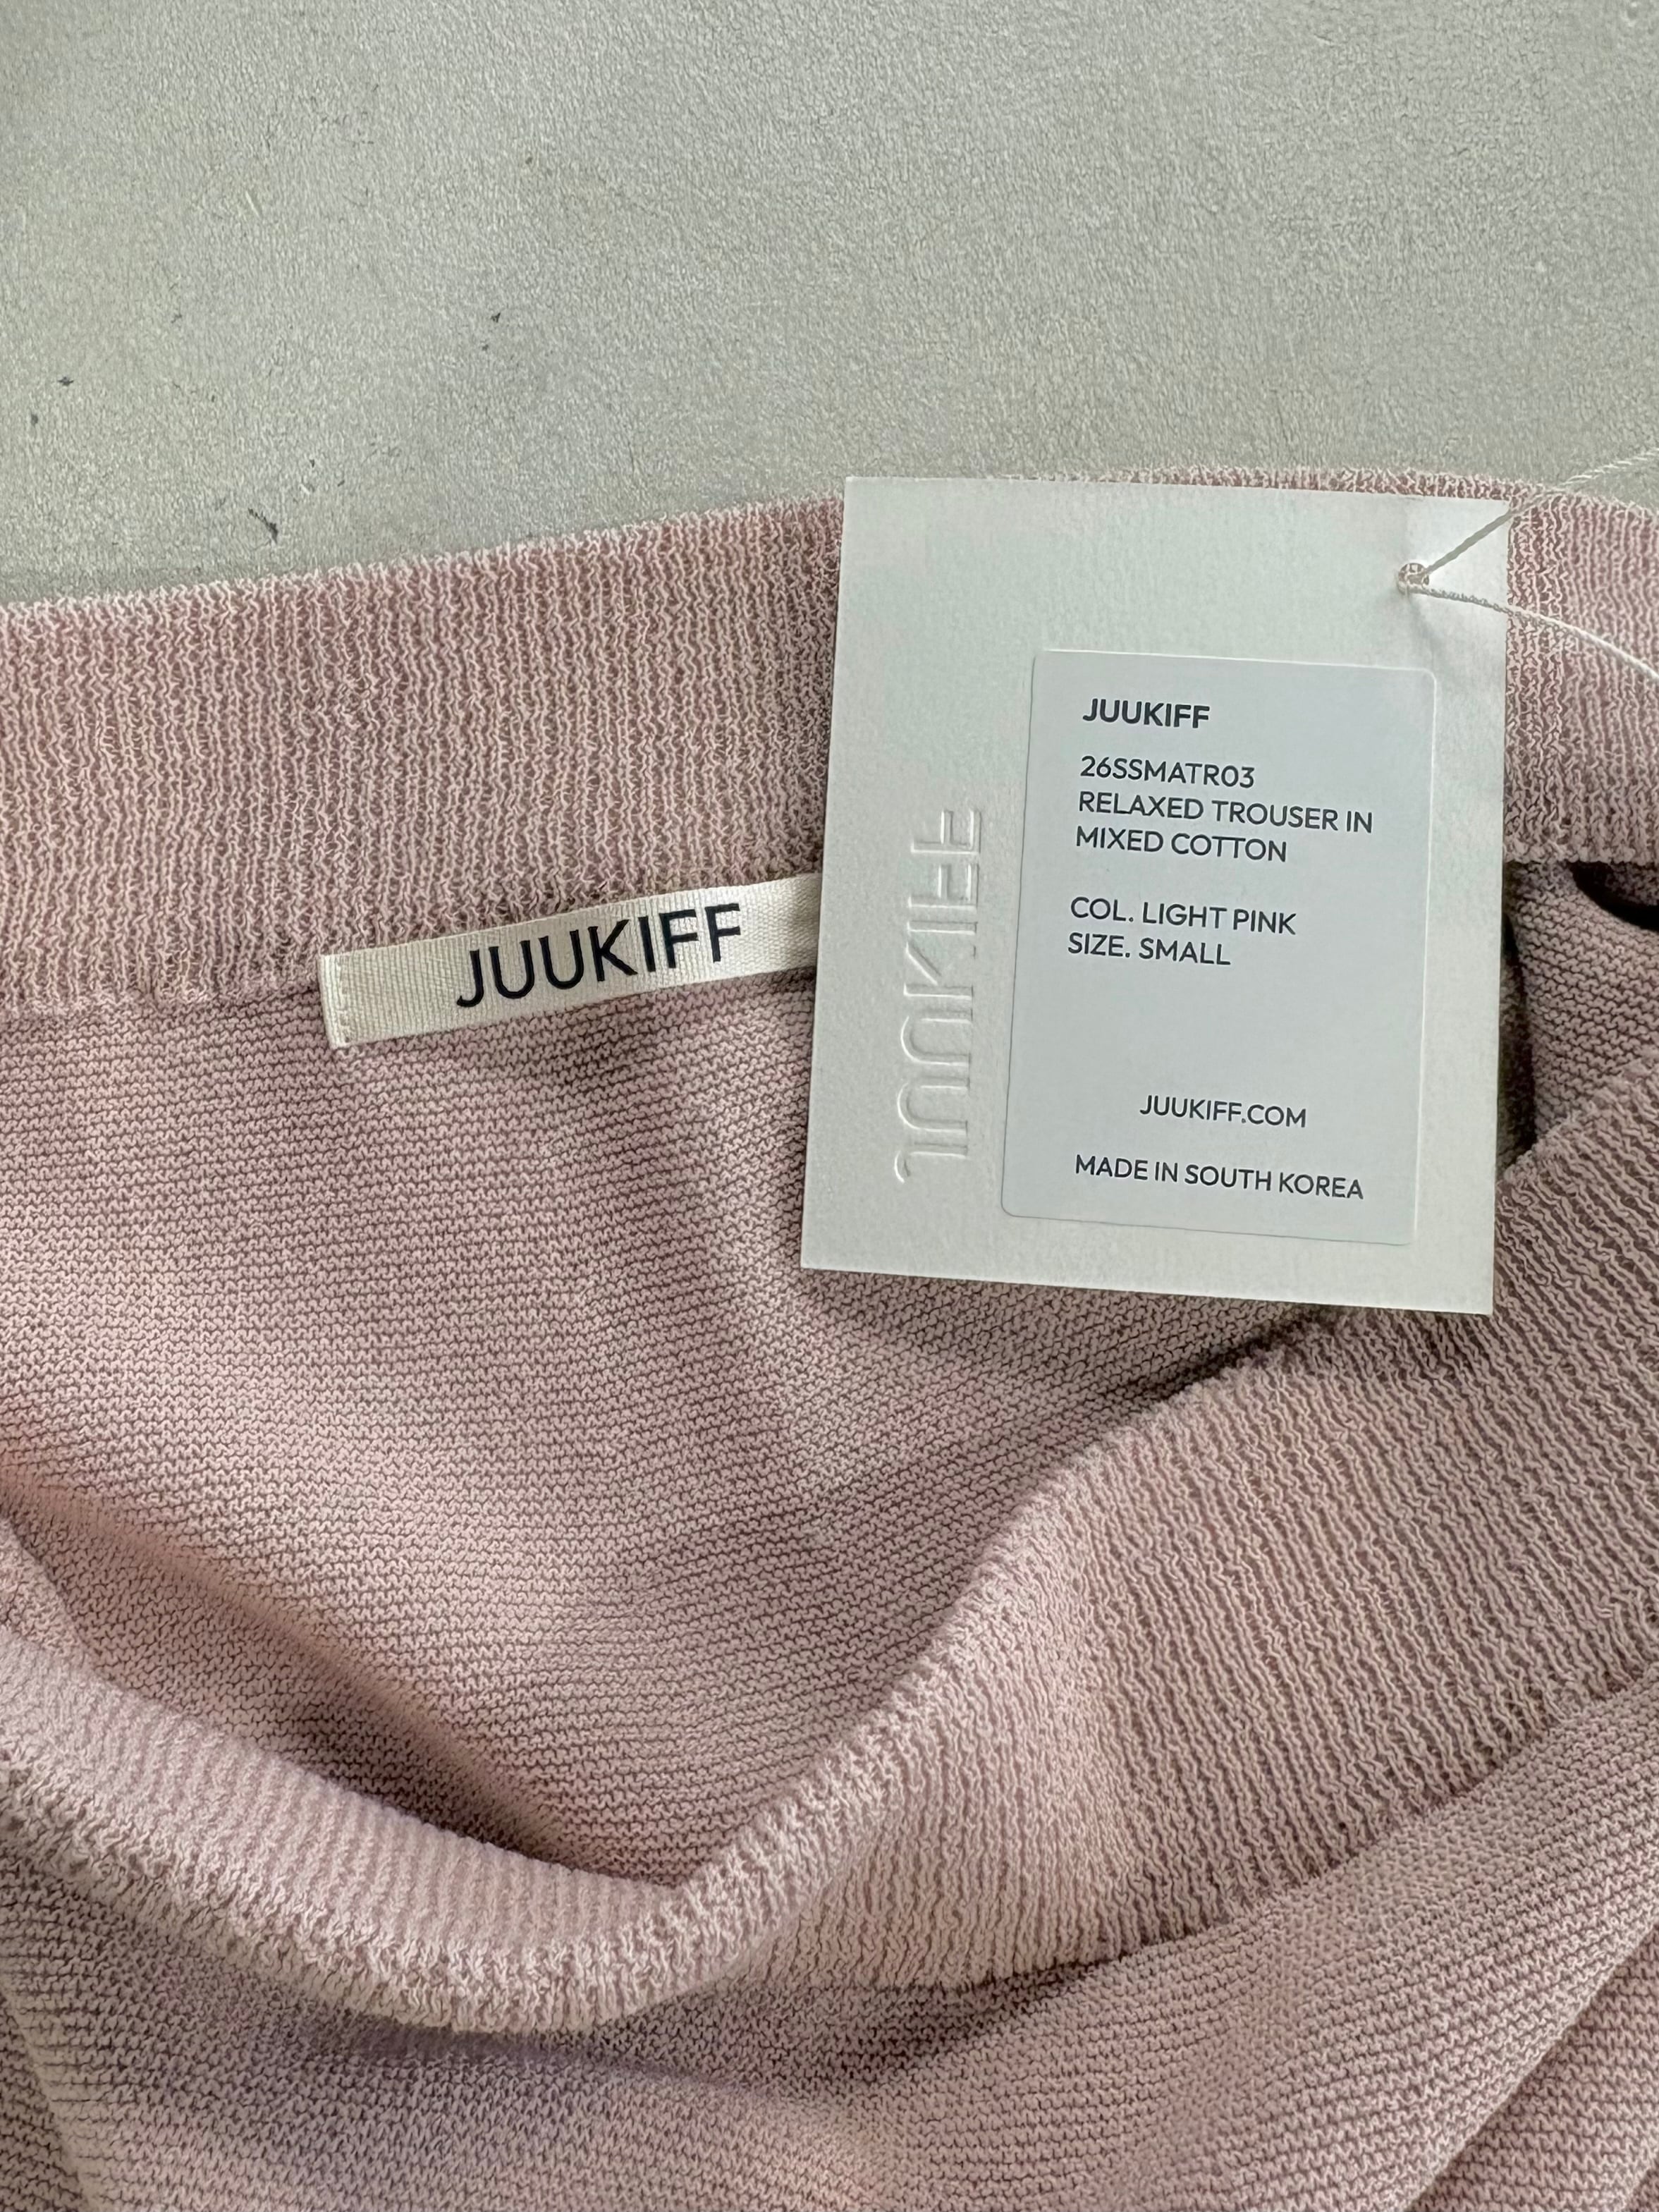 JUUKIFF
JUUKIFF
JUUKIFF
26SSMATR03
RELAXED TROUSER IN
MIXED COTTON
COL. LIGHT PINK
SIZE. SMALL
JUUKIFF.COM
MADE IN SOUTH KOREA